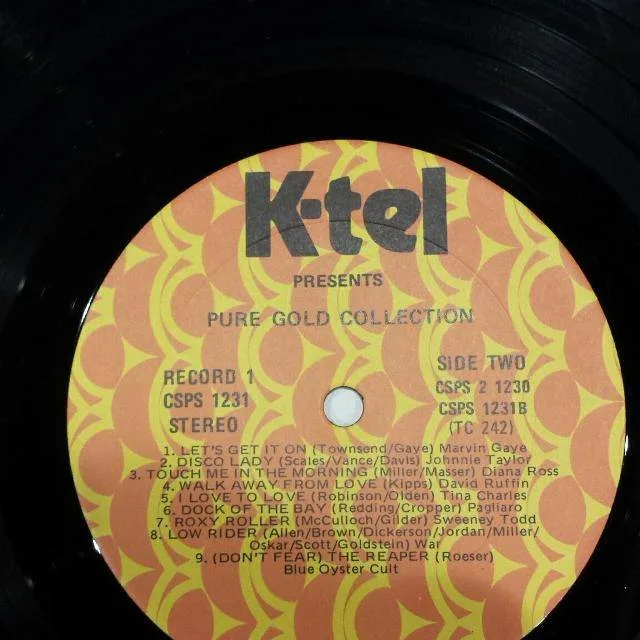 K-tel
PRESENTS
PURE GOLD COLLECTION
RECORD 1
CSPS 1231
STEREO
SIDE TWO
CSPS 2 1230
CSPS 1231B
(TC 242)
1. LET'S GET IT ON (Townsend/Gaye) Marvin Gaye
2. DISCO LADY (Scales/Vance/Davis) Johnnie Taylor
3. TOUCH ME IN THE MORNING (Miller/Maser) Diana Ross
4. WALK AWAY FROM LOVE (Kipps) David Ruffin
5. I LOVE TO LOVE (Robinson/Olden) Tina Charles
6. DOCK OF THE BAY (Redding/Cropper) Pagliaro
7. ROXY ROLLER (McCulloch/Gilder) Sweeney Todd
8. LOW RIDER (Allen/Brown/Dickerson/Jordan/Miller/
Oskar/Scott/Goldstein) War
9. (DON'T FEAR) THE REAPER (Roeser)
Blue Oyster Cult